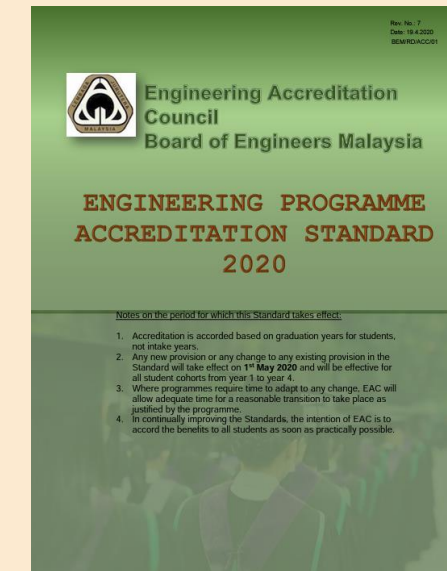 Rev. No.: 7
Date: 19.4.2020
BEM/RD/ACC/01
MALAYSIA
Engineering Accreditation
Council
Board of Engineers Malaysia
ENGINEERING PROGRAMME
ACCREDITATION STANDARD
2020
Notes on the period for which this Standard takes effect:
1. Accreditation is accorded based on graduation years for students,
not intake years.
2. Any new provision or any change to any existing provision in the
Standard will take effect on 1st May 2020 and will be effective for
all student cohorts from year 1 to year 4.
3. Where programmes require time to adapt to any change, EAC will
allow adequate time for a reasonable transition to take place as
justified by the programme.
4. In continually improving the Standards, the intention of EAC is to
accord the benefits to all students as soon as practically possible.